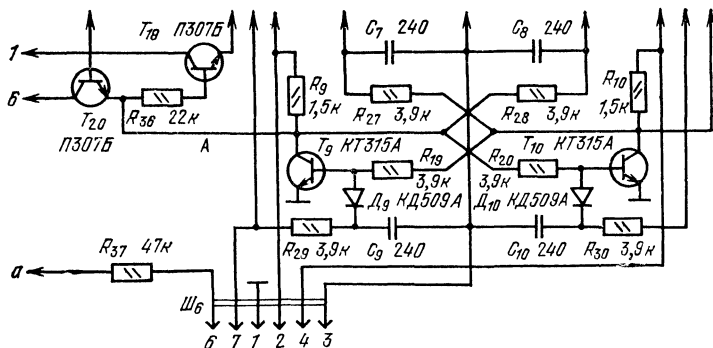 1
T₁₉ П307Б
C₇ 240
C₈ 240
6
R₃₆ 22к
T₂₀
П307Б
А
R₉
1,5к
R₂₇ 3,9к
R₂₈ 3,9к
R₁₀
1,5к
T₉ КТ315А
T₁₀
КТ315А
R₁₉
3,9к
R₂₀
3,9к
Д₉ КД509А
Д₁₀ КД509А
R₂₉ 3,9к
C₉ 240
C₁₀ 240
R₃₀ 3,9к
R₃₇ 47к
а
Ш₆
6 7 1 2 4 3